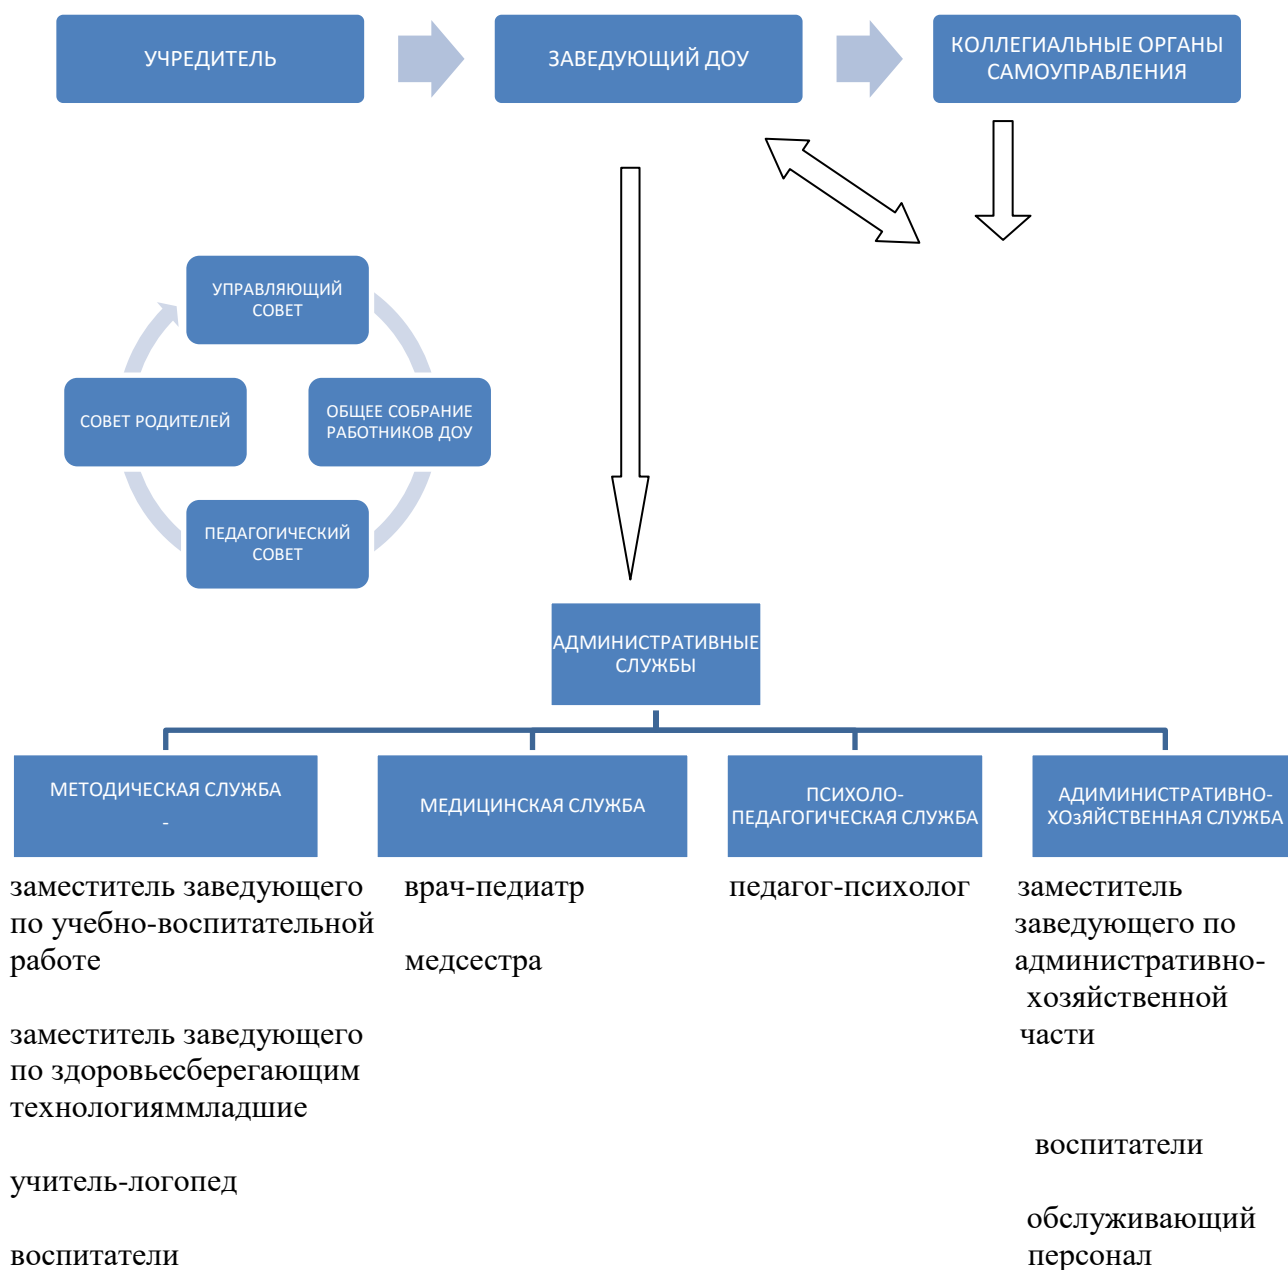 УЧРЕДИТЕЛЬ
ЗАВЕДУЮЩИЙ ДОУ
КОЛЛЕГИАЛЬНЫЕ ОРГАНЫ
САМОУПРАВЛЕНИЯ
УПРАВЛЯЮЩИЙ
СОВЕТ
СОВЕТ РОДИТЕЛЕЙ
ОБЩЕЕ СОБРАНИЕ
РАБОТНИКОВ ДОУ
ПЕДАГОГИЧЕСКИЙ
СОВЕТ
АДМИНИСТРАТИВНЫЕ
СЛУЖБЫ
МЕТОДИЧЕСКАЯ СЛУЖБА
-
МЕДИЦИНСКАЯ СЛУЖБА
ПСИХОЛО-
ПЕДАГОГИЧЕСКАЯ СЛУЖБА
АДИМИНИСТРАТИВНО-
ХОзЯЙСТВЕННАЯ СЛУЖБА
заместитель заведующего
по учебно-воспитательной
работе
заместитель заведующего
по здоровьесберегающим
технологияммладшие
учитель-логопед
воспитатели
врач-педиатр
медсестра
педагог-психолог
заместитель
заведующего по
административно-
хозяйственной
части
воспитатели
обслуживающий
персонал